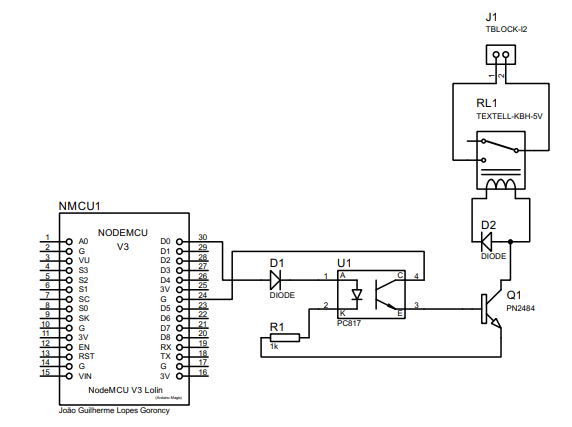 J1
TBLOCK-I2
1
2
RL1
TEXTELL-KBH-5V
NMCU1
NODEMCU
V3
1 A0 D0 30
2 G D1 29
3 VU D2 28
4 S3 D3 27
5 S2 D4 26
6 S1 3V 25
7 SC G 24
8 S0 D5 23
9 SK D6 22
10 G D7 21
11 3V D8 20
12 EN RX 19
13 RST TX 18
14 G G 17
15 VIN 3V 16
NodeMCU V3 Lolin
(Arduino Magix)
João Guilherme Lopes Goroncy
D1
DIODE
U1
1 A C 4
2 K E 3
PC817
R1
1k
D2
DIODE
Q1
PN2484